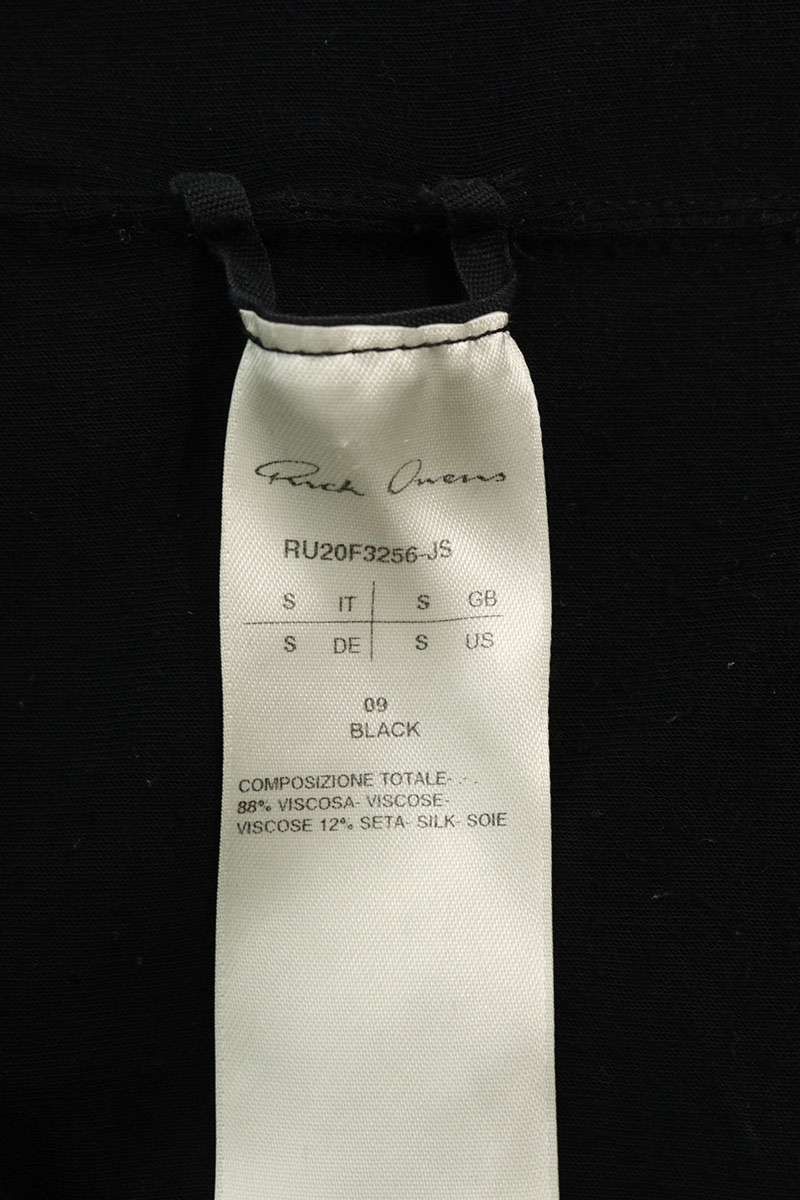 Rick Owens
RU20F3256-JS
S IT S GB
S DE S US
09
BLACK
COMPOSIZIONE TOTALE- .- .
88% VISCOSA- VISCOSE-
VISCOSE 12% SETA- SILK- SOIE